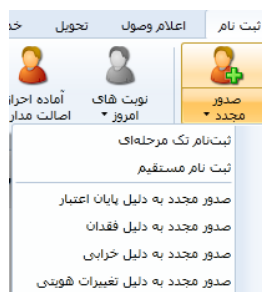 ثبت نام   اعلام وصول   تحویل
صدور مجدد   نوبت های امروز   آماده احراز اصالت
ثبت‌نام تک مرحله‌ای
ثبت نام مستقیم
صدور مجدد به دلیل پایان اعتبار
صدور مجدد به دلیل فقدان
صدور مجدد به دلیل خرابی
صدور مجدد به دلیل تغییرات هویتی